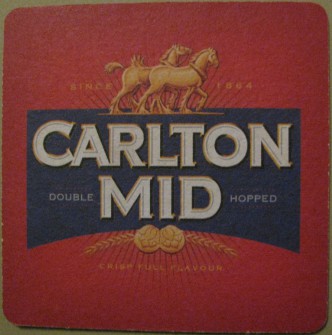 SINCE 1864
CARLTON
DOUBLE MID HOPPED
CRISP FULL FLAVOUR